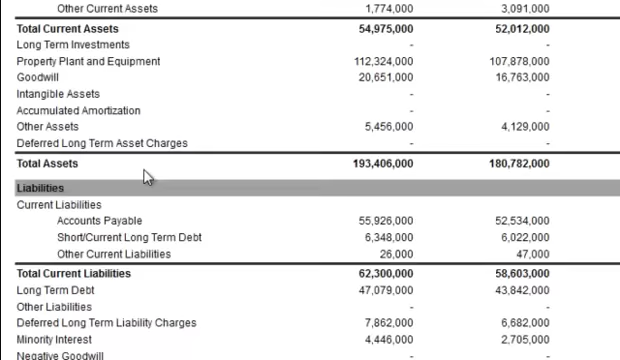 Other Current Assets 1,774,000 3,091,000
Total Current Assets 54,975,000 52,012,000
Long Term Investments - -
Property Plant and Equipment 112,324,000 107,878,000
Goodwill 20,651,000 16,763,000
Intangible Assets - -
Accumulated Amortization - -
Other Assets 5,456,000 4,129,000
Deferred Long Term Asset Charges - -
Total Assets 193,406,000 180,782,000
Liabilities
Current Liabilities
Accounts Payable 55,926,000 52,534,000
Short/Current Long Term Debt 6,348,000 6,022,000
Other Current Liabilities 26,000 47,000
Total Current Liabilities 62,300,000 58,603,000
Long Term Debt 47,079,000 43,842,000
Other Liabilities - -
Deferred Long Term Liability Charges 7,862,000 6,682,000
Minority Interest 4,446,000 2,705,000
Negative Goodwill - -